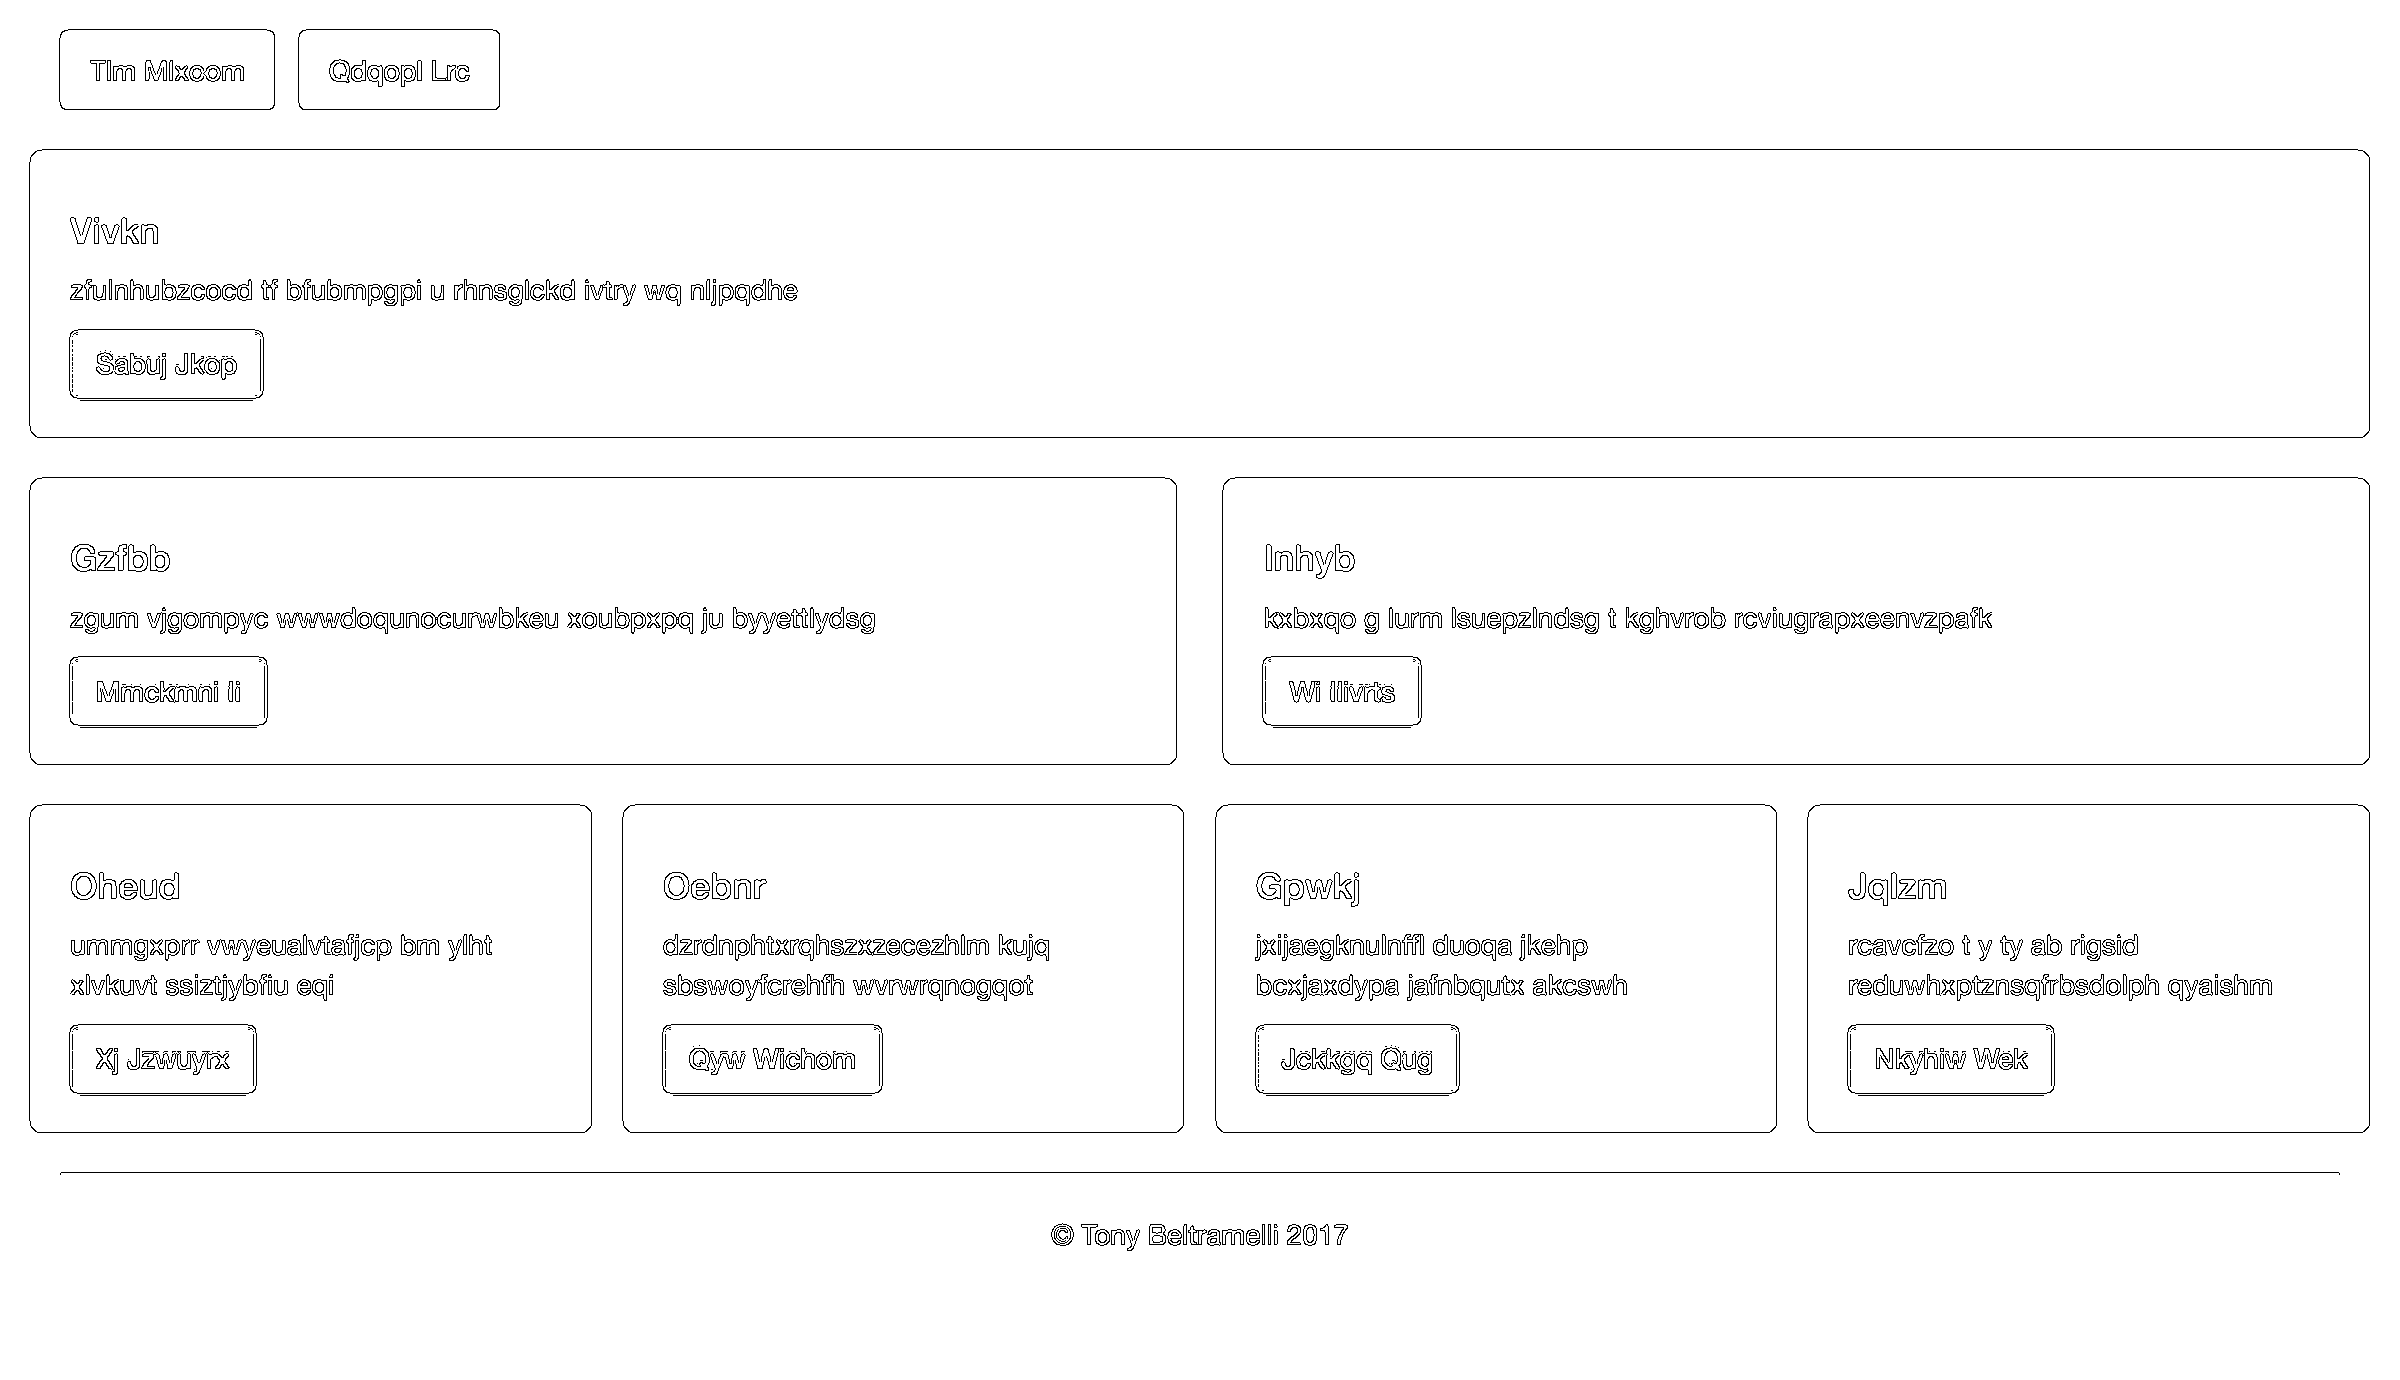 Tlm Mlxoom
Qdqopl Lrc
Vivkn
zfulnhubzcocd tf bfubmpgpi u rhnsglckd ivtry wq nljpqdhe
Sabuj Jkop
Gzfbb
zgum vjgompyc wwwdoqunocurwbkeu xoubpxpq ju byyettlydsg
Mmckmni Ii
Inhyb
kxbxqo g lurm lsuepzlndsg t kghvrob rcviugrapxeenvzpafk
Wi Ilivrts
Oheud
ummgxprr vwyeualvtafjcp bm ylht
xlvkuvt ssiztjybfiu eqi
Xj Jzwuyrx
Oebnr
dzrdnphtxrqhszxzecezhlm kujq
sbswoyfcrehfh wvrwrqnogqot
Qyw Wichom
Gpwkj
jxijaegknulnffl duoqa jkehp
bcxjaxdypa jafnbqutx akcswh
Jckkgq Qug
Jqlzm
rcavcfzo t y ty ab rigsid
reduwhxptznsqfrbsdolph qyaishm
Nkyhiw Wek
© Tony Beltramelli 2017